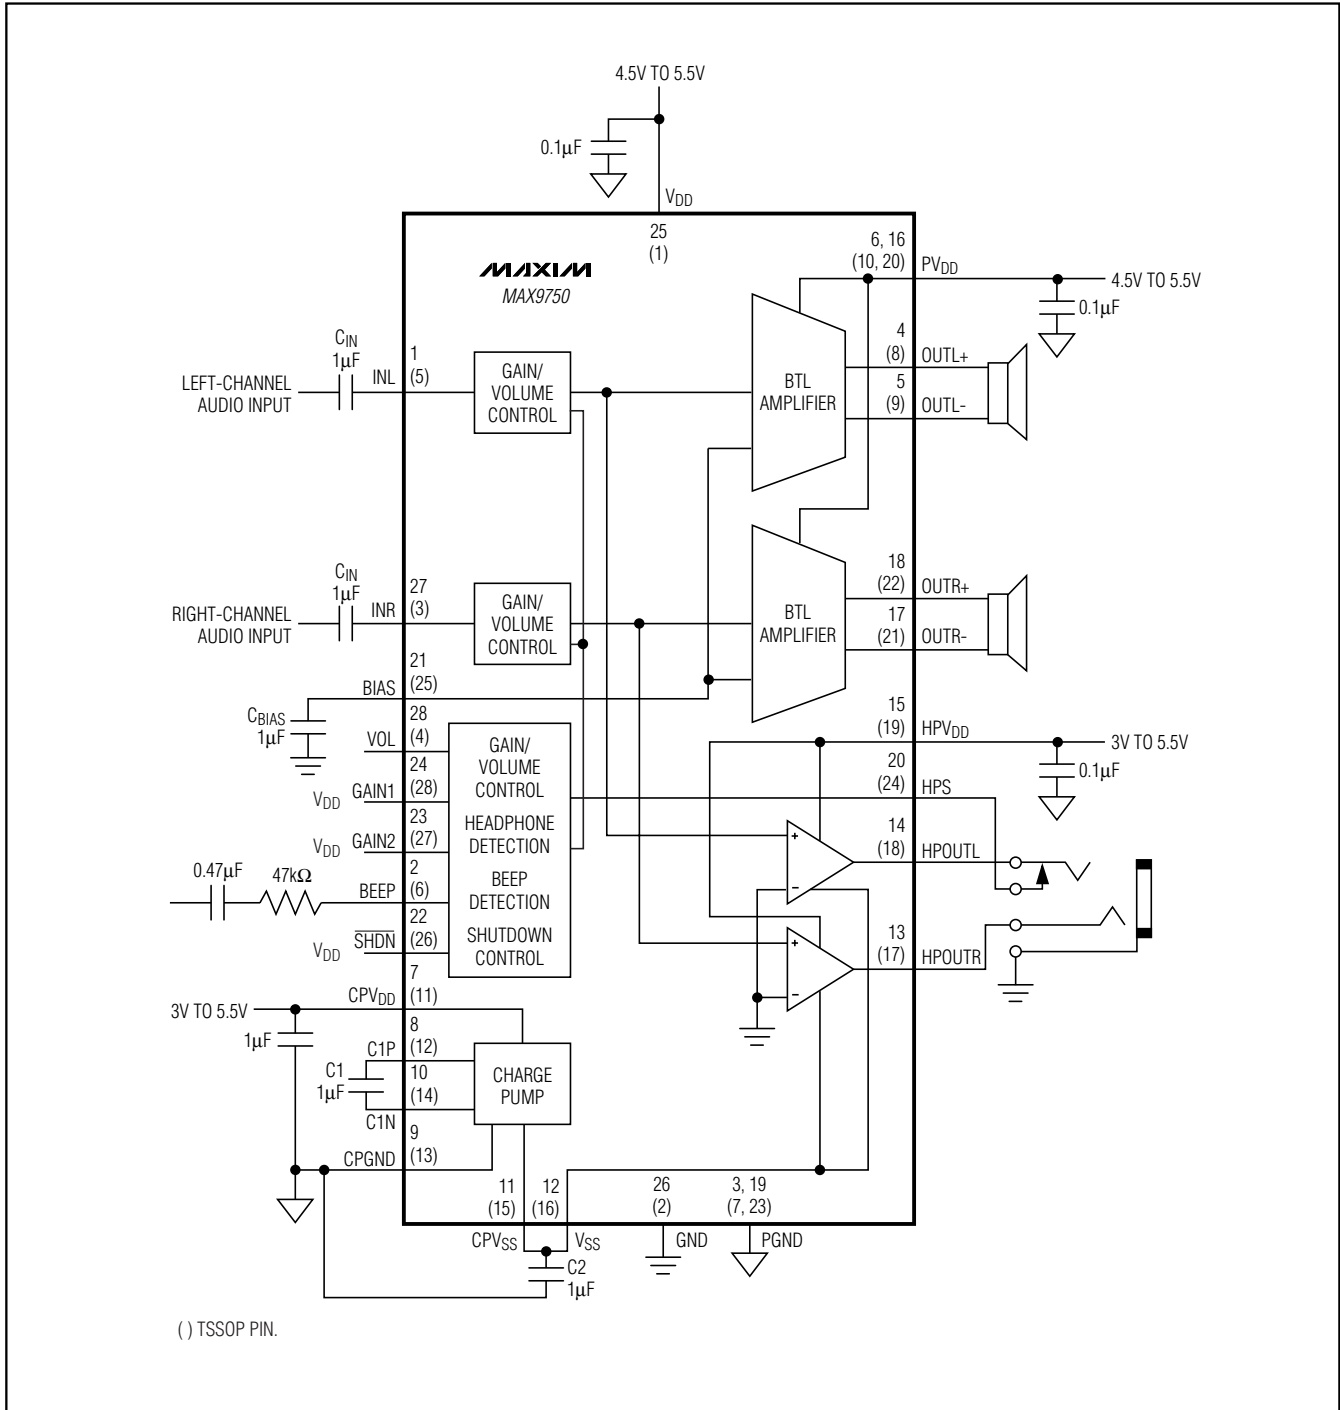 4.5V TO 5.5V
0.1µF
VDD
25
(1)
6, 16
(10, 20)
PVDD
4.5V TO 5.5V
0.1µF
MAXIM
MAX9750
CIN
1µF
LEFT-CHANNEL
AUDIO INPUT
INL
1
(5)
GAIN/
VOLUME
CONTROL
BTL
AMPLIFIER
4
(8)
OUTL+
5
(9)
OUTL-
CIN
1µF
RIGHT-CHANNEL
AUDIO INPUT
INR
27
(3)
GAIN/
VOLUME
CONTROL
BTL
AMPLIFIER
18
(22)
OUTR+
17
(21)
OUTR-
BIAS
21
(25)
CBIAS
1µF
VOL
28
(4)
VDD
GAIN1
24
(28)
VDD
GAIN2
23
(27)
0.47µF
47kΩ
BEEP
2
(6)
VDD
SHDN
22
(26)
GAIN/
VOLUME
CONTROL
HEADPHONE
DETECTION
BEEP
DETECTION
SHUTDOWN
CONTROL
15
(19)
HPVDD
3V TO 5.5V
0.1µF
20
(24)
HPS
14
(18)
HPOUTL
13
(17)
HPOUTR
+
−
+
−
3V TO 5.5V
CPVDD
7
(11)
1µF
C1P
8
(12)
C1
1µF
10
(14)
C1N
CHARGE
PUMP
CPGND
9
(13)
11
(15)
CPVSS
12
(16)
VSS
C2
1µF
26
(2)
GND
3, 19
(7, 23)
PGND
( ) TSSOP PIN.